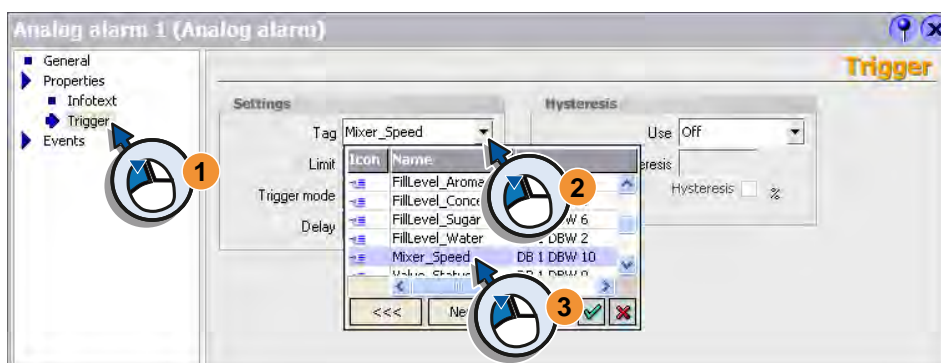 Analog alarm 1 (Analog alarm)
General
Properties
Infotext
Trigger
Events
1
Trigger
Settings
Tag Mixer_Speed
Limit
Trigger mode
Delay
Icon Name
FillLevel_Aroma
FillLevel_Conce
FillLevel_Sugar DBW 6
FillLevel_Water DBW 2
Mixer_Speed DB 1 DBW 10
<<<
2
3
Hysteresis
Use Off
Hysteresis %